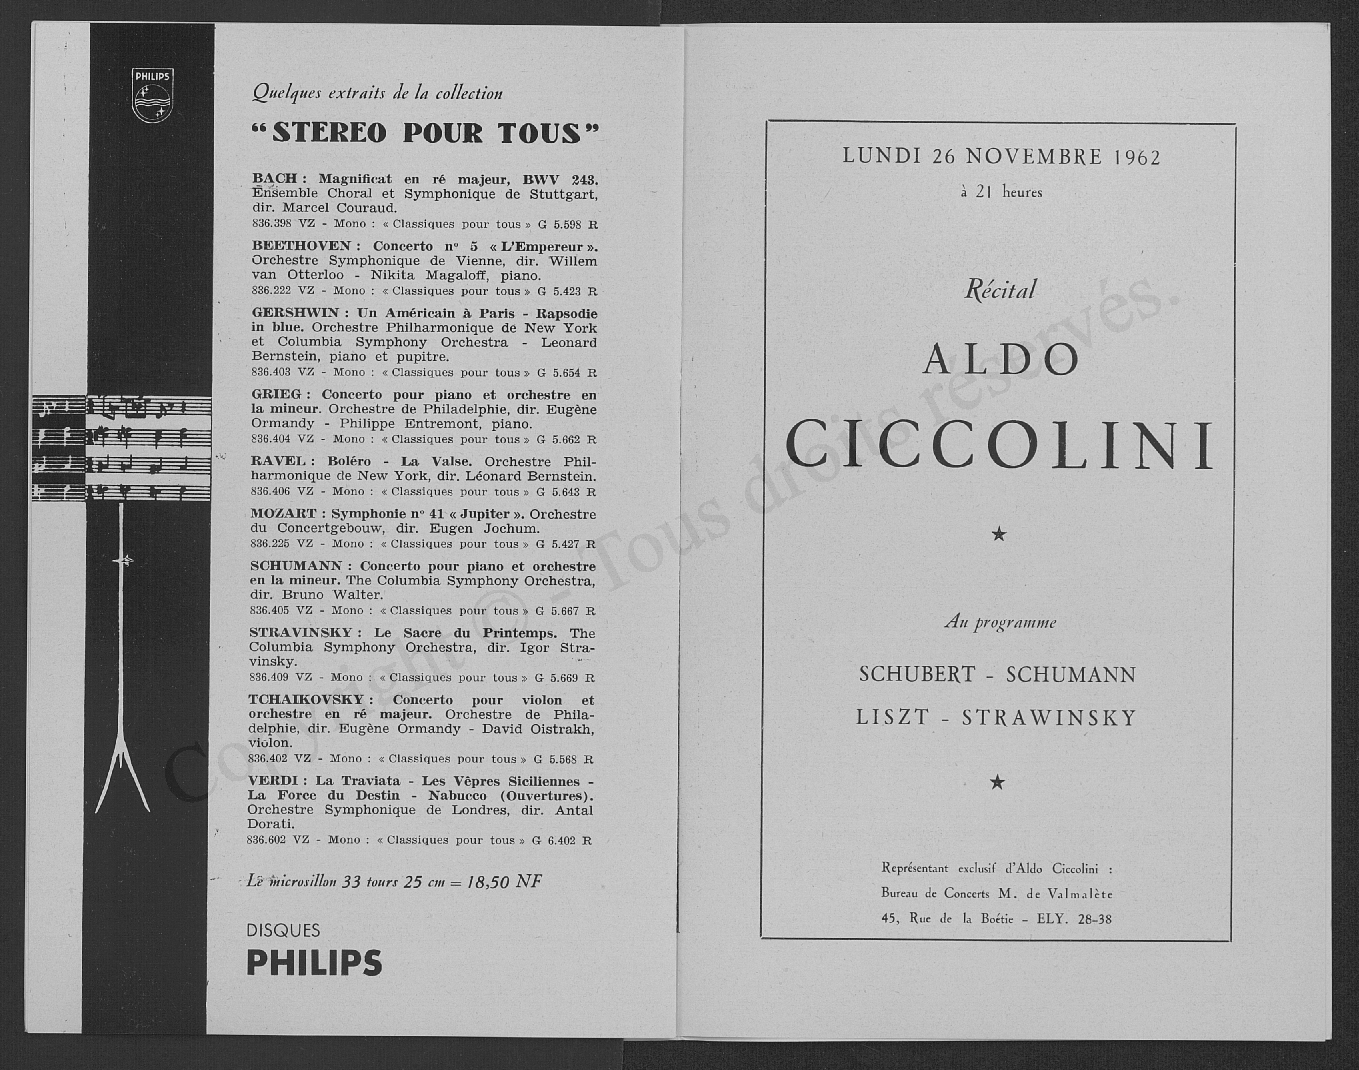 PHILIPS
Quelques extraits de la collection
“STEREO POUR TOUS”
BACH : Magnificat en ré majeur, BWV 243.
Ensemble Choral et Symphonique de Stuttgart,
dir. Marcel Couraud.
836.398 VZ - Mono : « Classiques pour tous » G 5.598 R
BEETHOVEN : Concerto n° 5 « L'Empereur ».
Orchestre Symphonique de Vienne, dir. Willem
van Otterloo - Nikita Magaloff, piano.
836.222 VZ - Mono : « Classiques pour tous » G 5.423 R
GERSHWIN : Un Américain à Paris - Rapsodie
in blue. Orchestre Philharmonique de New York
et Columbia Symphony Orchestra - Leonard
Bernstein, piano et pupitre.
836.403 VZ - Mono : « Classiques pour tous » G 5.654 R
GRIEG : Concerto pour piano et orchestre en
la mineur. Orchestre de Philadelphie, dir. Eugène
Ormandy - Philippe Entremont, piano.
836.404 VZ - Mono : « Classiques pour tous » G 5.662 R
RAVEL : Boléro - La Valse. Orchestre Phil-
harmonique de New York, dir. Léonard Bernstein.
836.406 VZ - Mono : « Classiques pour tous » G 5.643 R
MOZART : Symphonie n° 41 « Jupiter ». Orchestre
du Concertgebouw, dir. Eugen Jochum.
836.225 VZ - Mono : « Classiques pour tous » G 5.427 R
SCHUMANN : Concerto pour piano et orchestre
en la mineur. The Columbia Symphony Orchestra,
dir. Bruno Walter.
836.405 VZ - Mono : « Classiques pour tous » G 5.667 R
STRAVINSKY : Le Sacre du Printemps. The
Columbia Symphony Orchestra, dir. Igor Stra-
vinsky.
836.409 VZ - Mono : « Classiques pour tous » G 5.669 R
TCHAIKOVSKY : Concerto pour violon et
orchestre en ré majeur. Orchestre de Phila-
delphie, dir. Eugène Ormandy - David Oistrakh,
violon.
836.402 VZ - Mono : « Classiques pour tous » G 5.568 R
VERDI : La Traviata - Les Vêpres Siciliennes -
La Force du Destin - Nabucco (Ouvertures).
Orchestre Symphonique de Londres, dir. Antal
Dorati.
836.602 VZ - Mono : « Classiques pour tous » G 6.402 R
Le microsillon 33 tours 25 cm = 18,50 NF
DISQUES
PHILIPS
LUNDI 26 NOVEMBRE 1962
à 21 heures
Récital
ALDO
CICCOLINI
Au programme
SCHUBERT - SCHUMANN
LISZT - STRAWINSKY
Représentant exclusif d'Aldo Ciccolini :
Bureau de Concerts M. de Valmalète
45, Rue de la Boétie - ELY. 28-38
Copyright © - Tous droits réservés.